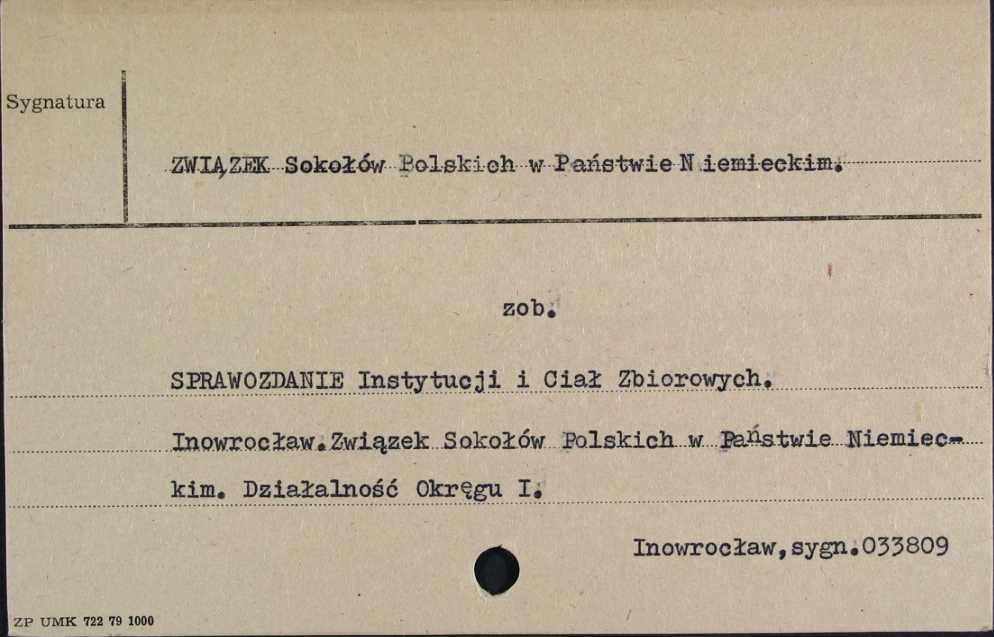 Sygnatura
ZWIĄZEK Sokołów Polskich w Państwie Niemieckim.
zob.
SPRAWOZDANIE Instytucji i Ciał Zbiorowych.
Inowrocław.Związek Sokołów Polskich w Państwie Niemiec-
kim. Działalność Okręgu I.
Inowrocław,sygn.033809
ZP UMK 722 79 1000